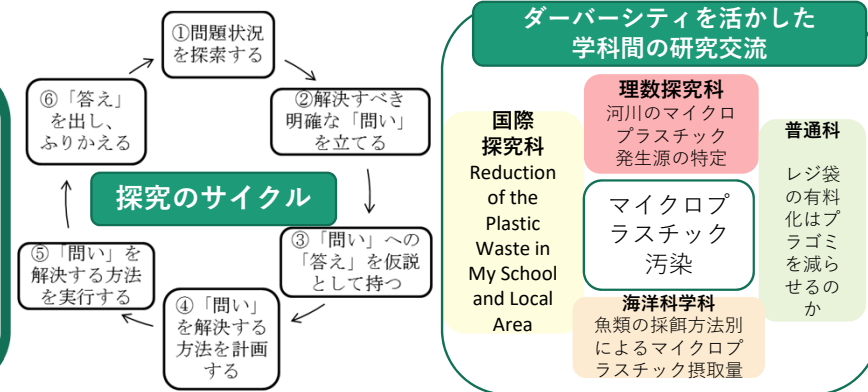 ①問題状況
を探索する
②解決すべき
明確な「問い」
を立てる
③「問い」への
「答え」を仮説
として持つ
④「問い」
を解決する
方法を計画
する
⑤「問い」を
解決する方法
を実行する
⑥「答え」
を出し、
ふりかえる
探究のサイクル
ダーバーシティを活かした
学科間の研究交流
国際
探究科
Reduction
of the
Plastic
Waste in
My School
and Local
Area
理数探究科
河川のマイクロ
プラスチック
発生源の特定
マイクロプ
ラスチック
汚染
海洋科学科
魚類の採餌方法別
によるマイクロプ
ラスチック摂取量
普通科
レジ袋
の有料
化はプ
ラゴミ
を減ら
せるの
か